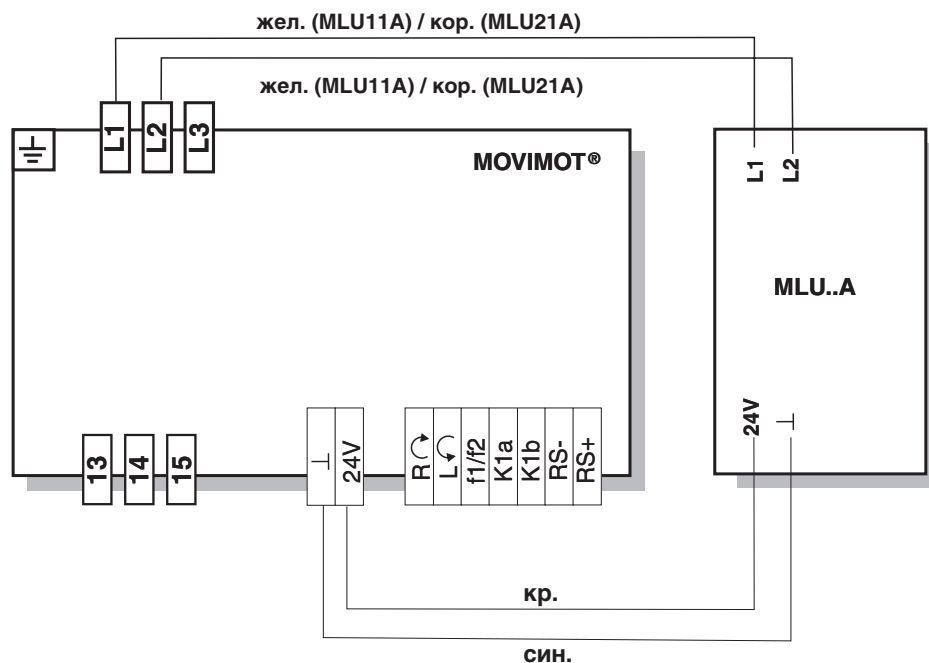 жел. (MLU11A) / кор. (MLU21A)
жел. (MLU11A) / кор. (MLU21A)
L1
L2
L3
MOVIMOT®
L1
L2
MLU..A
24V
⊥
13
14
15
⊥
24V
R
L
f1/f2
K1a
K1b
RS-
RS+
кр.
син.